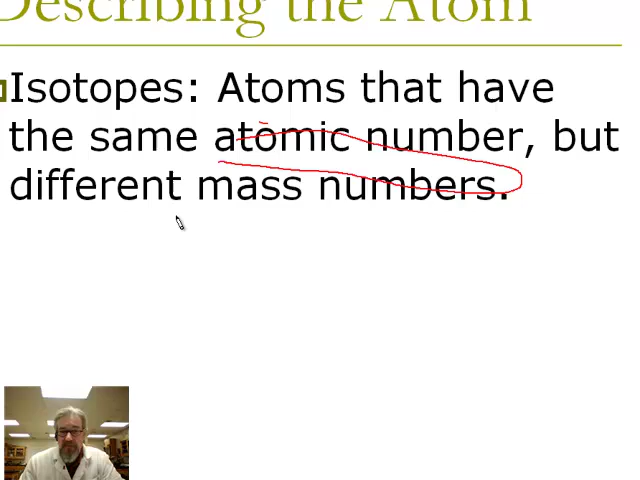 Describing the Atom
Isotopes: Atoms that have
the same atomic number, but
different mass numbers.